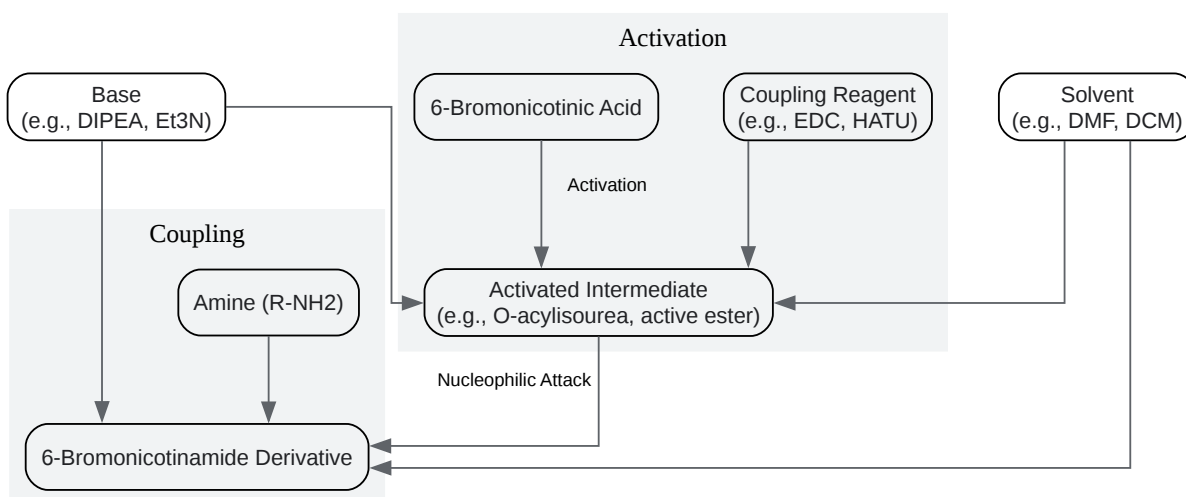 Activation
Base
(e.g., DIPEA, Et3N)
6-Bromonicotinic Acid
Coupling Reagent
(e.g., EDC, HATU)
Solvent
(e.g., DMF, DCM)
Activation
Coupling
Amine (R-NH2)
Activated Intermediate
(e.g., O-acylisourea, active ester)
Nucleophilic Attack
6-Bromonicotinamide Derivative